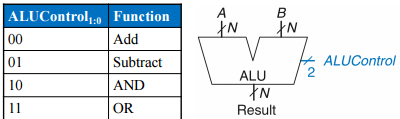 ALUControl1:0 Function
00 Add
01 Subtract
10 AND
11 OR
A B
N N
ALU
2 ALUControl
N
Result